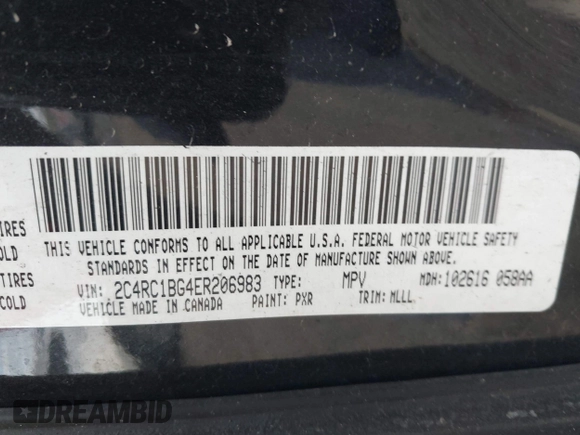 IRES
OLD
TIRES
COLD
THIS VEHICLE CONFORMS TO ALL APPLICABLE U.S.A. FEDERAL MOTOR VEHICLE SAFETY
STANDARDS IN EFFECT ON THE DATE OF MANUFACTURE SHOWN ABOVE.
VIN: 2C4RC1BG4ER206983 TYPE: MPV MDH: 102616 058AA
VEHICLE MADE IN CANADA PAINT: PXR TRIM: MLLL
DREAMBID